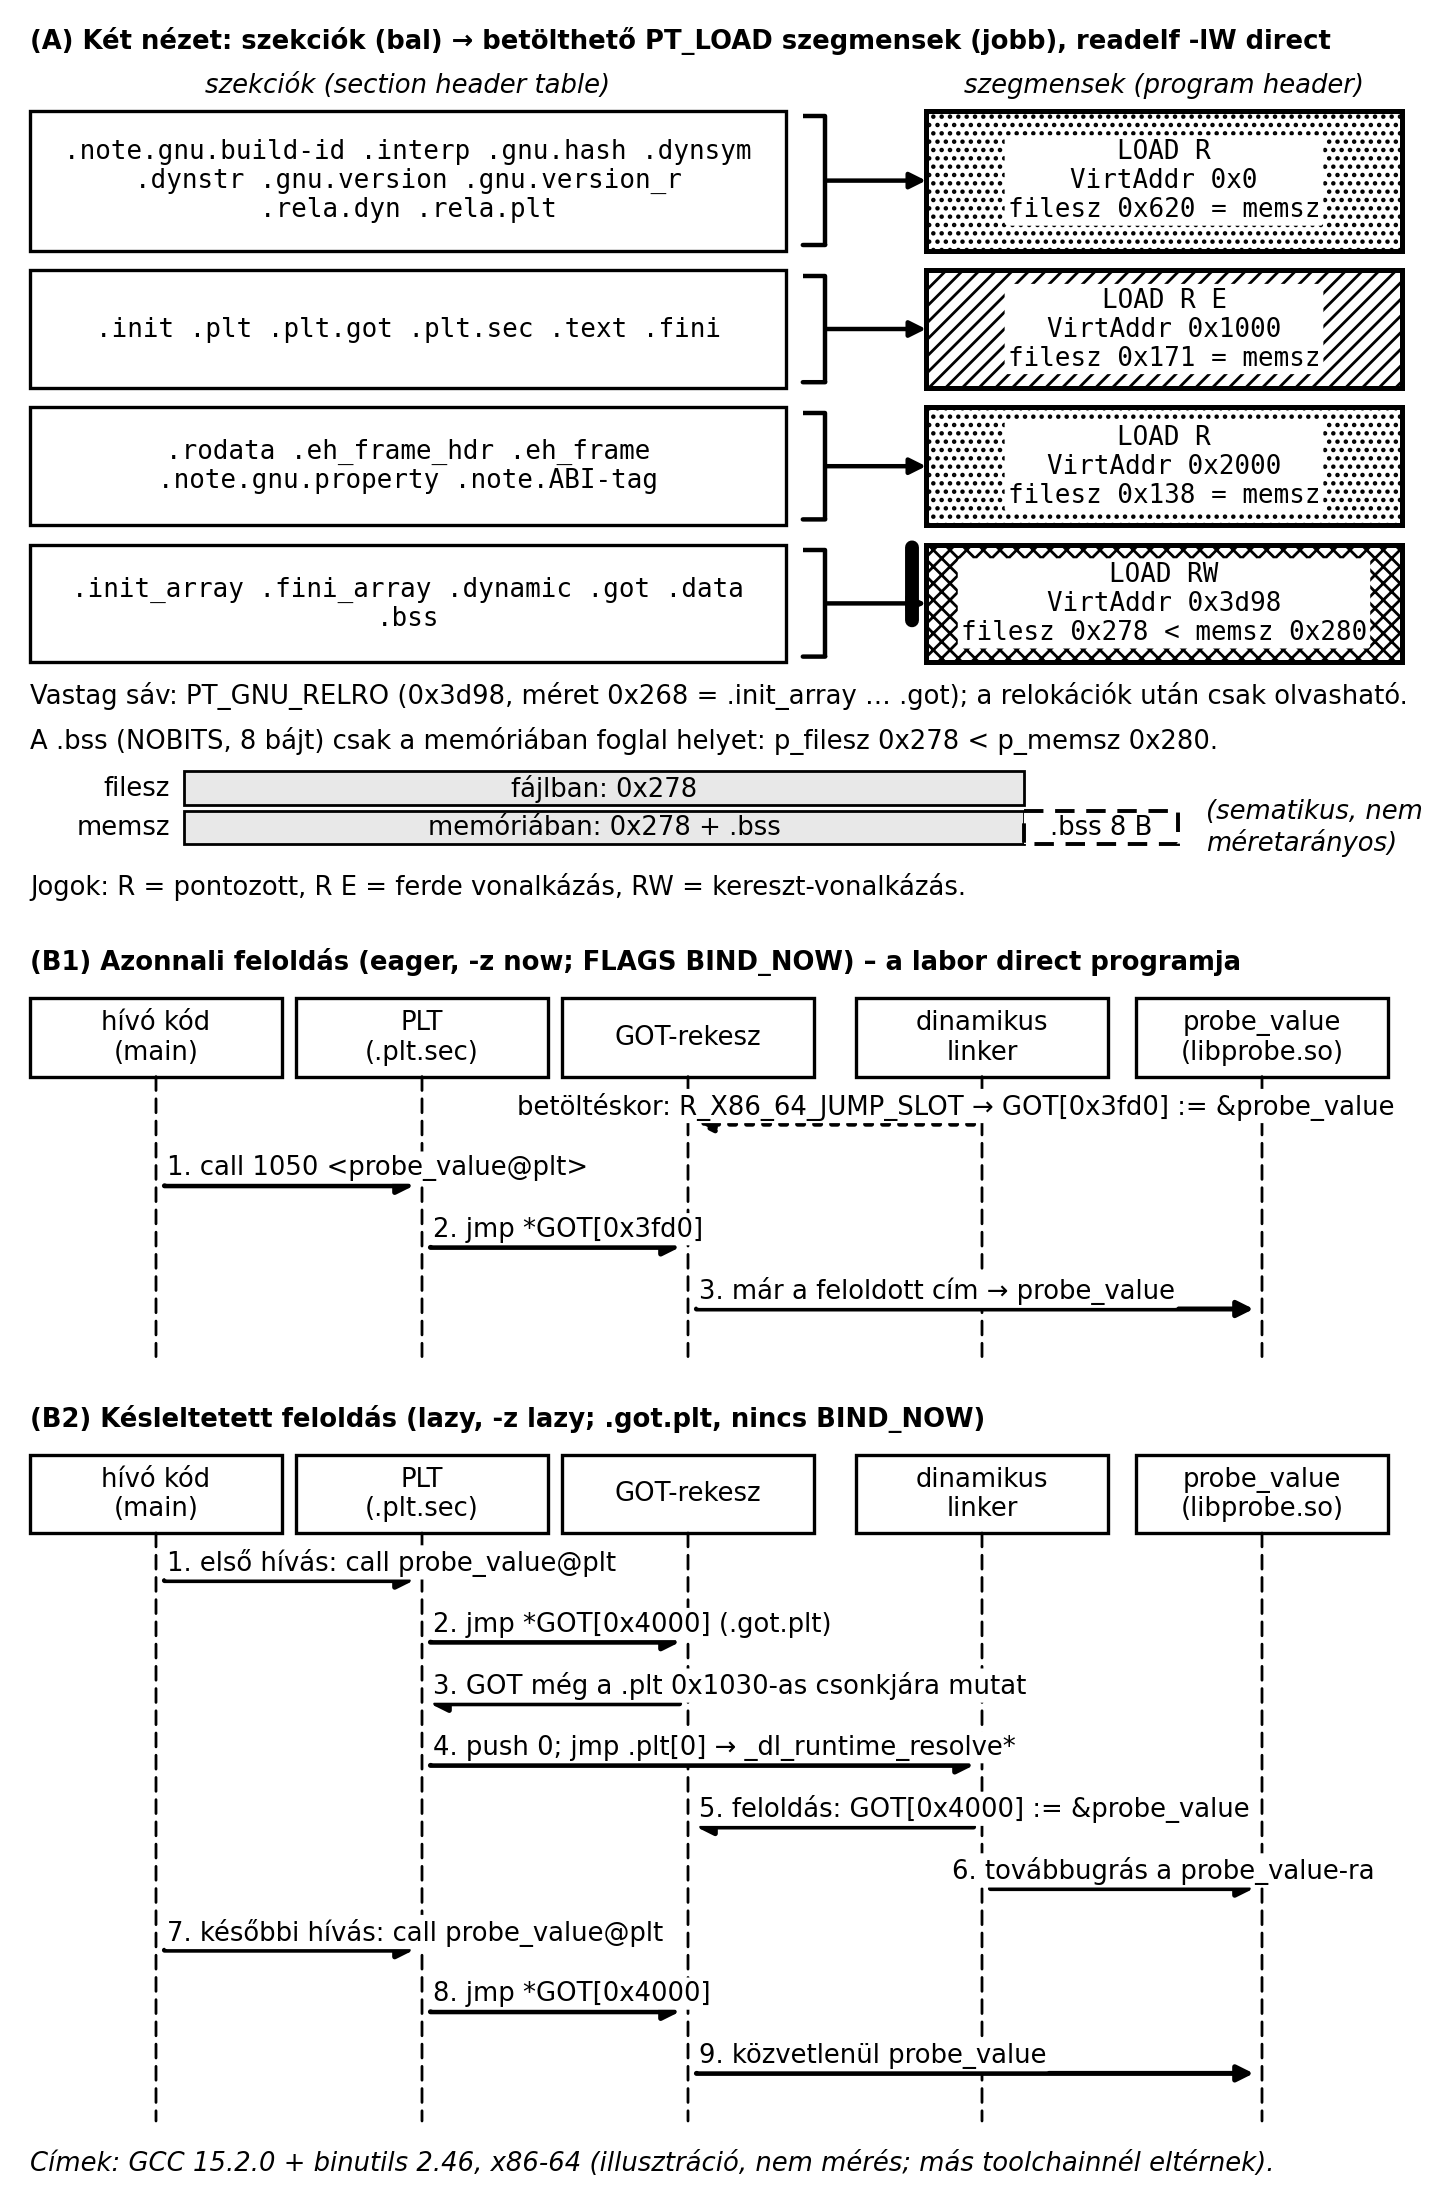 (A) Két nézet: szekciók (bal) → betölthető PT_LOAD szegmensek (jobb), readelf -lW direct
szekciók (section header table)
szegmensek (program header)
.note.gnu.build-id .interp .gnu.hash .dynsym
.dynstr .gnu.version .gnu.version_r
.rela.dyn .rela.plt
LOAD R
VirtAddr 0x0
filesz 0x620 = memsz
.init .plt .plt.got .plt.sec .text .fini
LOAD R E
VirtAddr 0x1000
filesz 0x171 = memsz
.rodata .eh_frame_hdr .eh_frame
.note.gnu.property .note.ABI-tag
LOAD R
VirtAddr 0x2000
filesz 0x138 = memsz
.init_array .fini_array .dynamic .got .data
.bss
LOAD RW
VirtAddr 0x3d98
filesz 0x278 < memsz 0x280
Vastag sáv: PT_GNU_RELRO (0x3d98, méret 0x268 = .init_array … .got); a relokációk után csak olvasható.
A .bss (NOBITS, 8 bájt) csak a memóriában foglal helyet: p_filesz 0x278 < p_memsz 0x280.
filesz
fájlban: 0x278
memsz
memóriában: 0x278 + .bss
.bss 8 B
(sematikus, nem
méretarányos)
Jogok: R = pontozott, R E = ferde vonalkázás, RW = kereszt-vonalkázás.
(B1) Azonnali feloldás (eager, -z now; FLAGS BIND_NOW) – a labor direct programja
hívó kód
(main)
PLT
(.plt.sec)
GOT-rekesz
dinamikus
linker
probe_value
(libprobe.so)
betöltéskor: R_X86_64_JUMP_SLOT → GOT[0x3fd0] := &probe_value
1. call 1050 <probe_value@plt>
2. jmp *GOT[0x3fd0]
3. már a feloldott cím → probe_value
(B2) Késleltetett feloldás (lazy, -z lazy; .got.plt, nincs BIND_NOW)
hívó kód
(main)
PLT
(.plt.sec)
GOT-rekesz
dinamikus
linker
probe_value
(libprobe.so)
1. első hívás: call probe_value@plt
2. jmp *GOT[0x4000] (.got.plt)
3. GOT még a .plt 0x1030-as csonkjára mutat
4. push 0; jmp .plt[0] → _dl_runtime_resolve*
5. feloldás: GOT[0x4000] := &probe_value
6. továbbugrás a probe_value-ra
7. későbbi hívás: call probe_value@plt
8. jmp *GOT[0x4000]
9. közvetlenül probe_value
Címek: GCC 15.2.0 + binutils 2.46, x86-64 (illusztráció, nem mérés; más toolchainnél eltérnek).